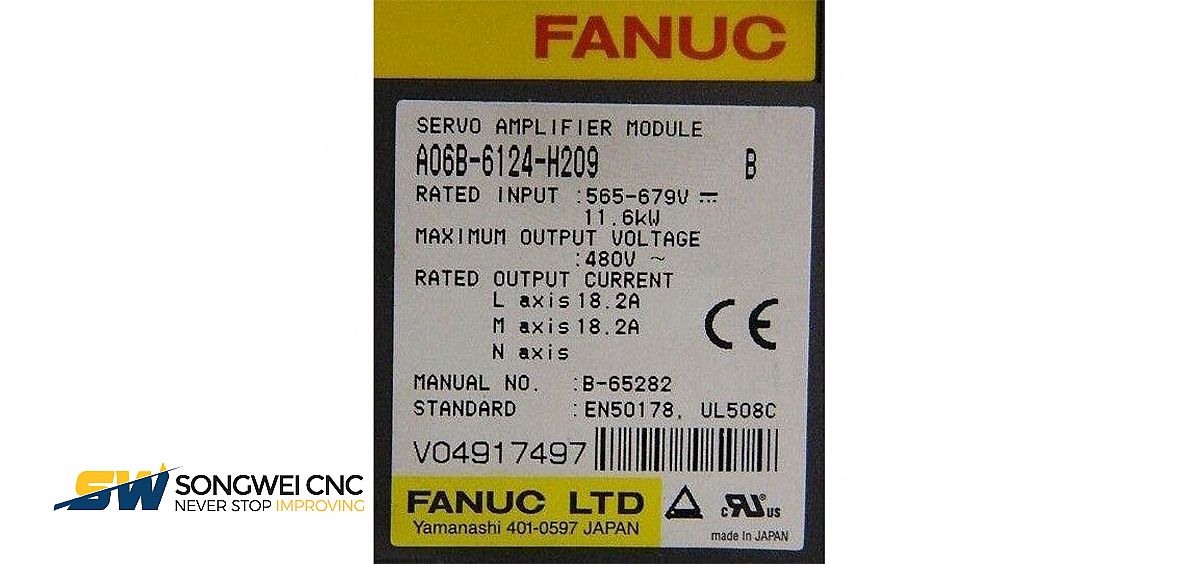 FANUC
SERVO AMPLIFIER MODULE
A06B-6124-H209 B
RATED INPUT :565-679V ⎓
11.6kW
MAXIMUM OUTPUT VOLTAGE
:480V ~
RATED OUTPUT CURRENT
L axis 18.2A
M axis 18.2A
N axis
CE
MANUAL NO. :B-65282
STANDARD :EN50178, UL508C
V04917497
FANUC LTD
Yamanashi 401-0597 JAPAN
c RU US
made in JAPAN
SW SONGWEI CNC
NEVER STOP IMPROVING